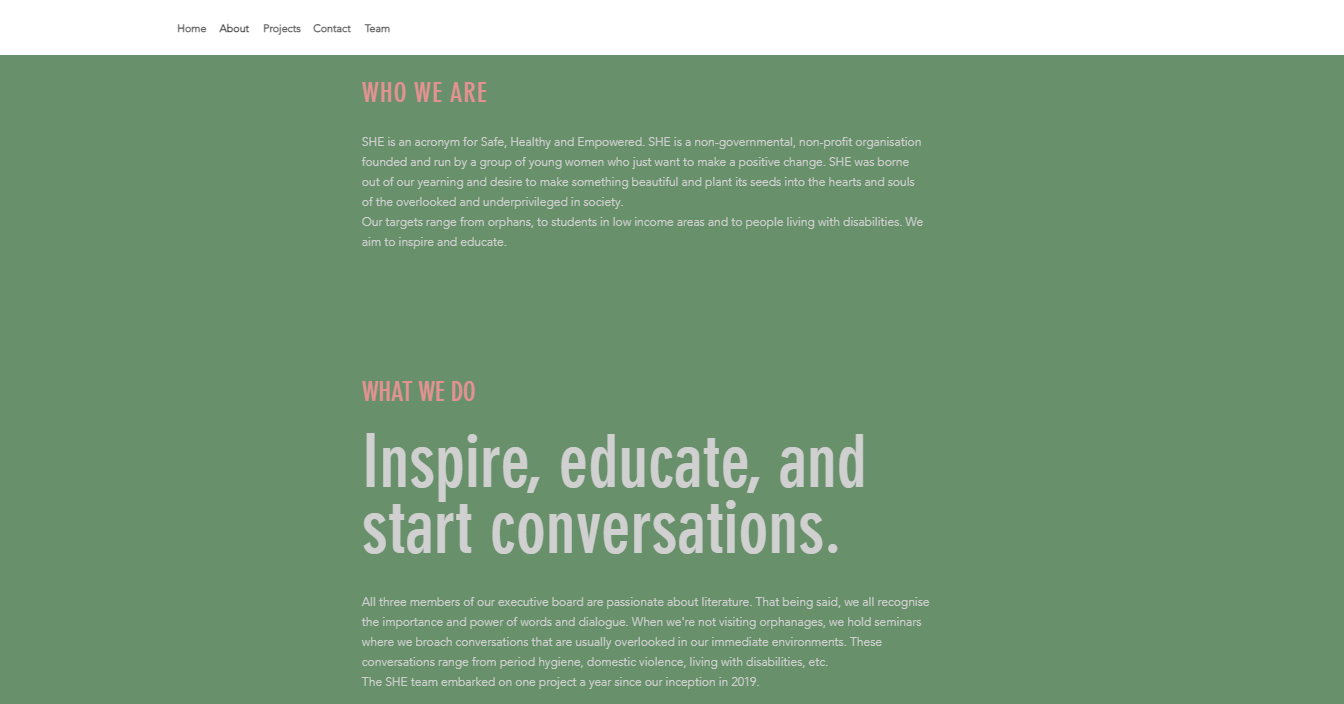 Home About Projects Contact Team
WHO WE ARE
SHE is an acronym for Safe, Healthy and Empowered. SHE is a non-governmental, non-profit organisation
founded and run by a group of young women who just want to make a positive change. SHE was borne
out of our yearning and desire to make something beautiful and plant its seeds into the hearts and souls
of the overlooked and underprivileged in society.
Our targets range from orphans, to students in low income areas and to people living with disabilities. We
aim to inspire and educate.
WHAT WE DO
Inspire, educate, and
start conversations.
All three members of our executive board are passionate about literature. That being said, we all recognise
the importance and power of words and dialogue. When we're not visiting orphanages, we hold seminars
where we broach conversations that are usually overlooked in our immediate environments. These
conversations range from period hygiene, domestic violence, living with disabilities, etc.
The SHE team embarked on one project a year since our inception in 2019.